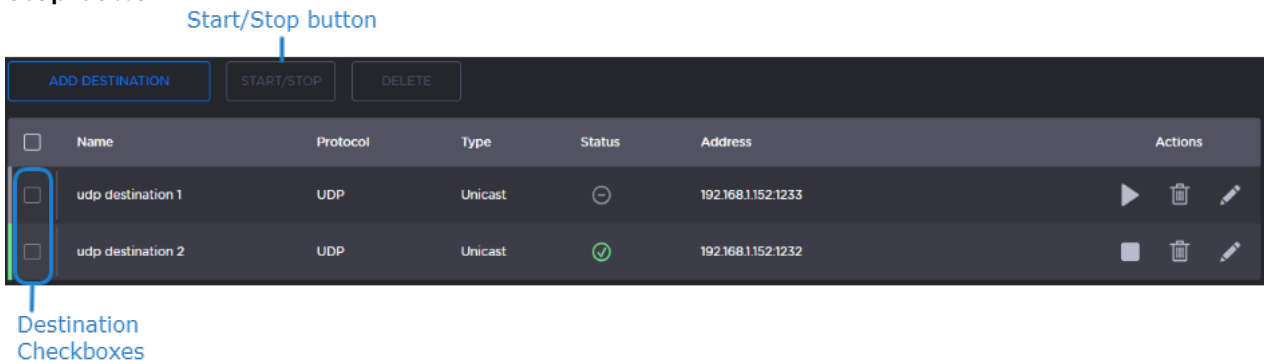 Start/Stop button
ADD DESTINATION START/STOP DELETE
Name Protocol Type Status Address Actions
udp destination 1 UDP Unicast 192.168.1.152:1233
udp destination 2 UDP Unicast 192.168.1.152:1232
Destination
Checkboxes